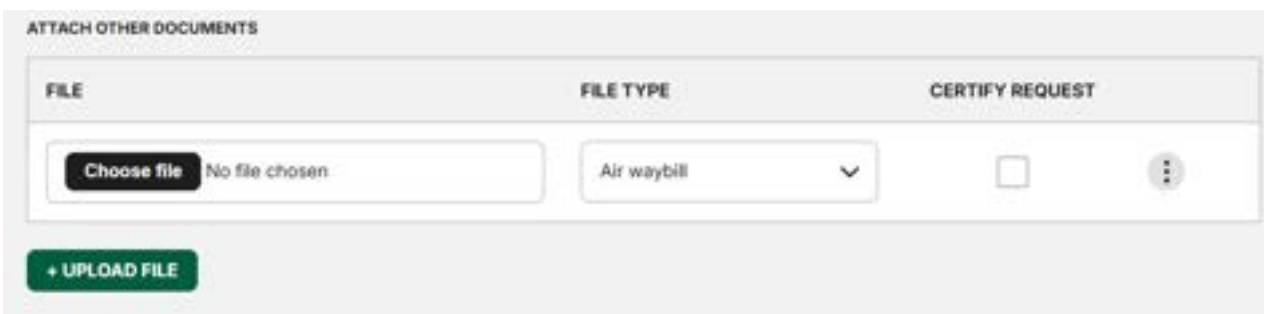 ATTACH OTHER DOCUMENTS
FILE FILE TYPE CERTIFY REQUEST
Choose file No file chosen Air waybill
+ UPLOAD FILE